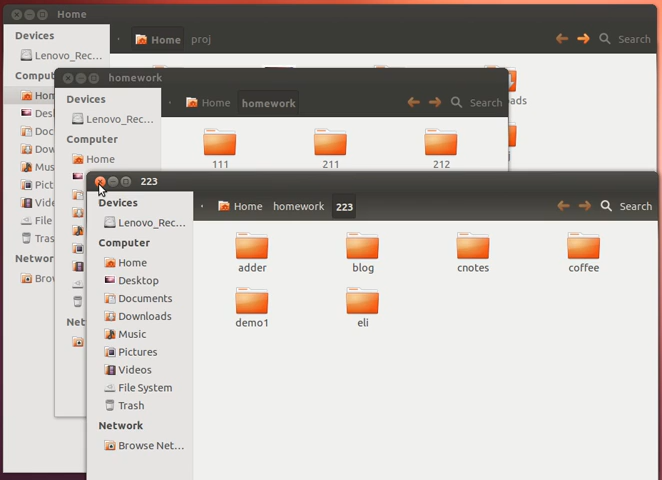 Home
Devices
Lenovo_Rec...
Home
proj
Search
homework
Devices
Lenovo_Rec...
Computer
Home
Home
homework
Search
111
211
212
223
Devices
Lenovo_Rec...
Computer
Home
Desktop
Documents
Downloads
Music
Pictures
Videos
File System
Trash
Network
Browse Net...
Home
homework
223
Search
adder
blog
cnotes
coffee
demo1
eli